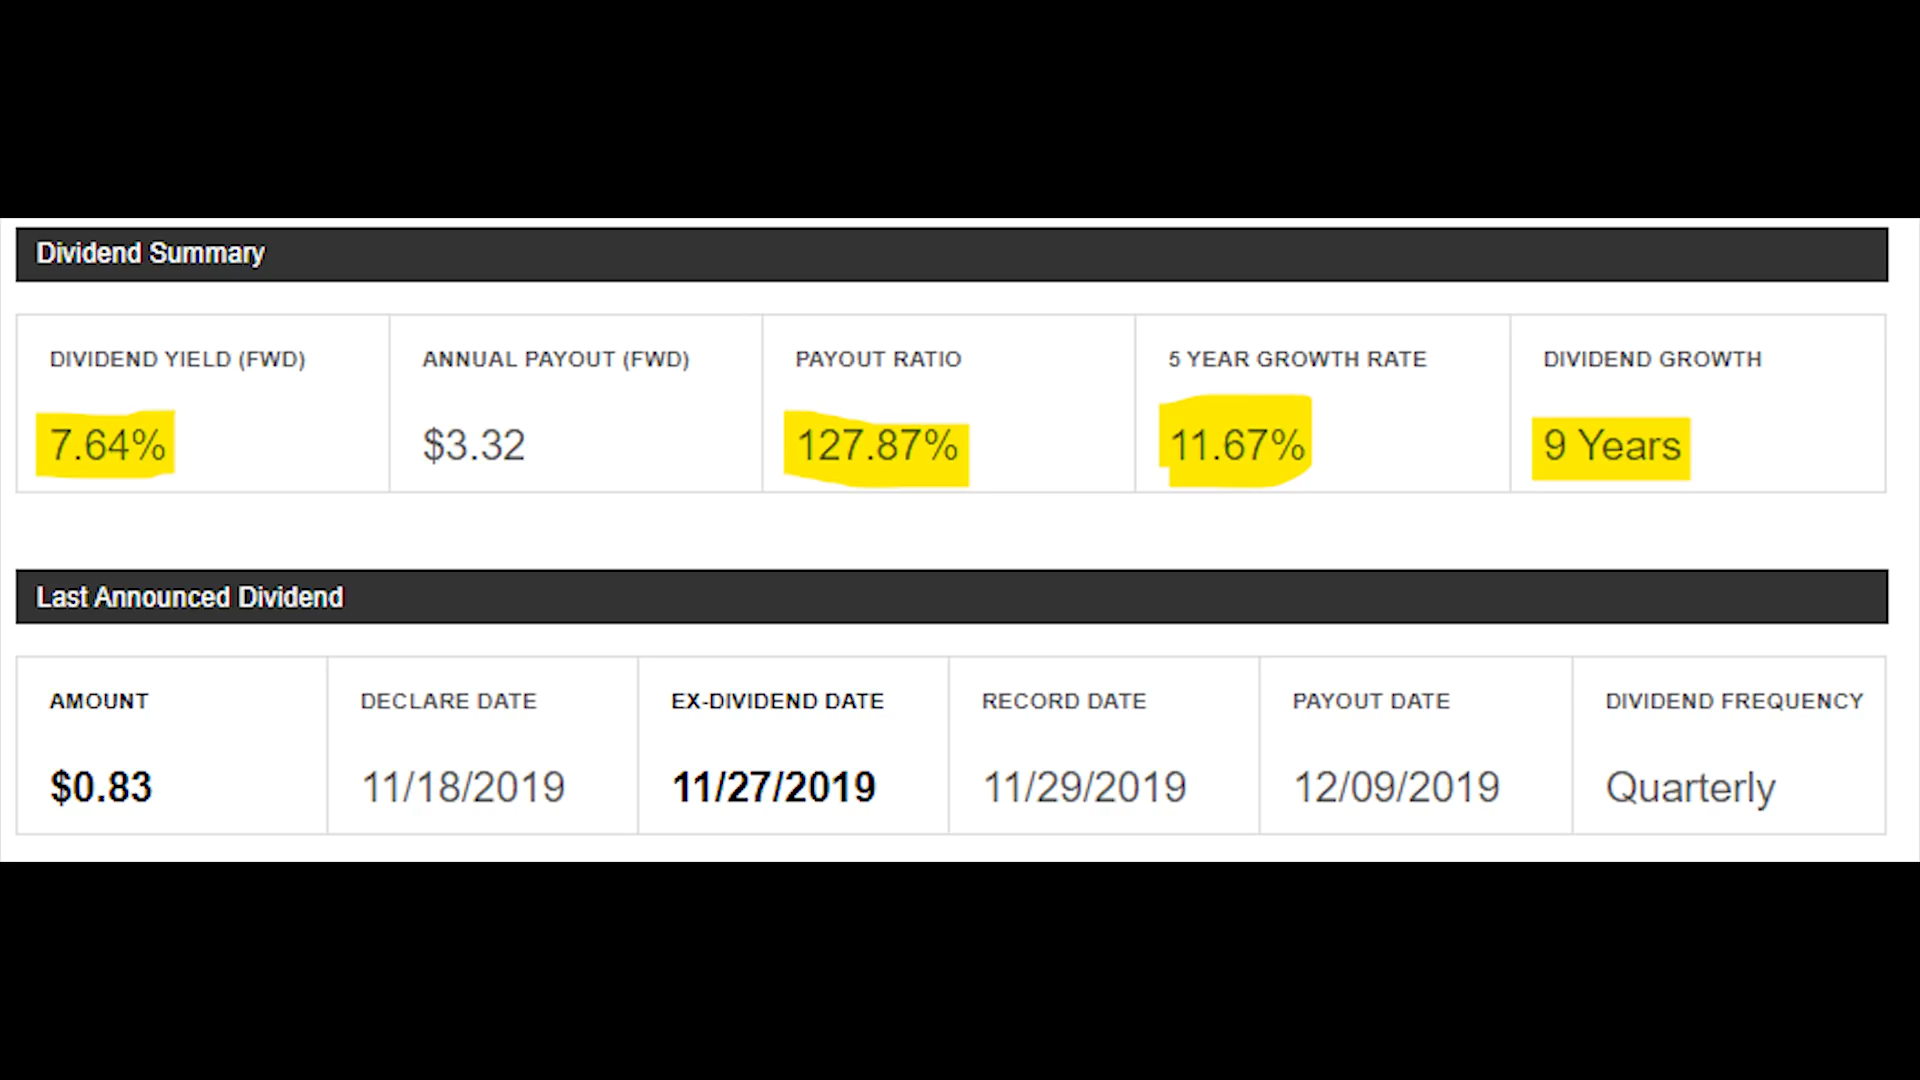 Dividend Summary
DIVIDEND YIELD (FWD) ANNUAL PAYOUT (FWD) PAYOUT RATIO 5 YEAR GROWTH RATE DIVIDEND GROWTH
7.64% $3.32 127.87% 11.67% 9 Years
Last Announced Dividend
AMOUNT DECLARE DATE EX-DIVIDEND DATE RECORD DATE PAYOUT DATE DIVIDEND FREQUENCY
$0.83 11/18/2019 11/27/2019 11/29/2019 12/09/2019 Quarterly